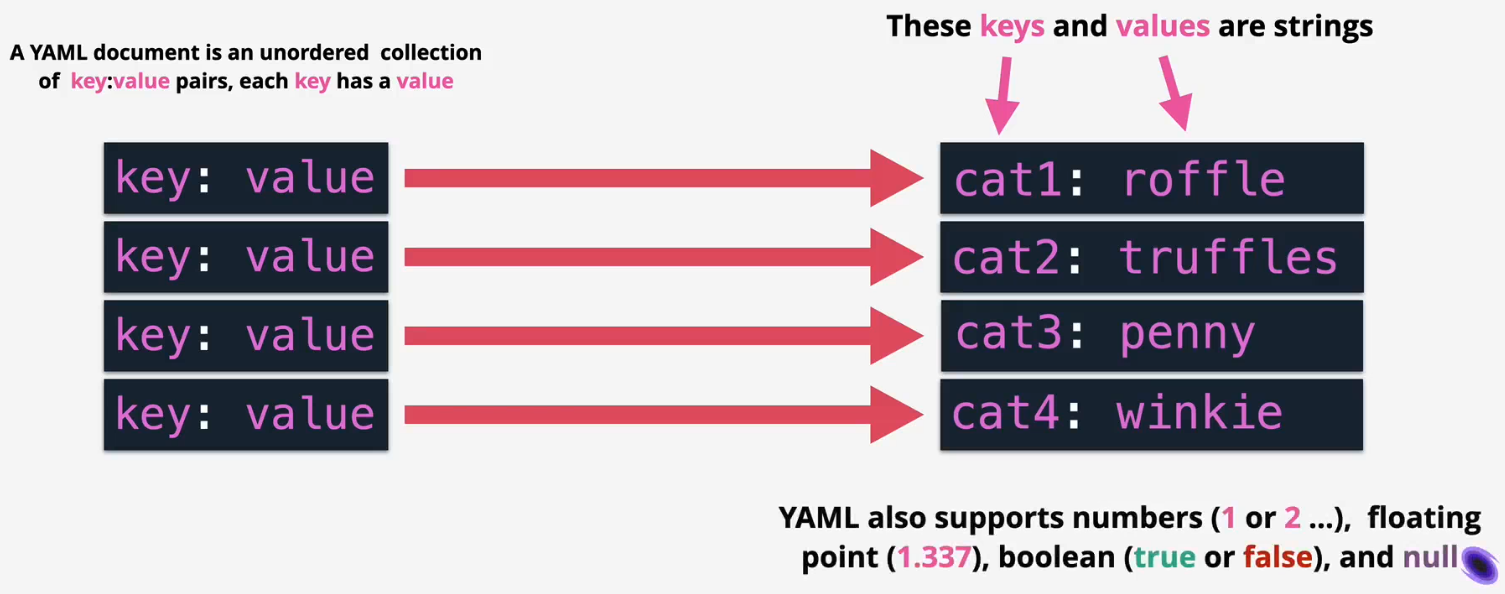 A YAML document is an unordered collection
of key:value pairs, each key has a value
These keys and values are strings
key: value
key: value
key: value
key: value
cat1: roffle
cat2: truffles
cat3: penny
cat4: winkie
YAML also supports numbers (1 or 2 ...), floating
point (1.337), boolean (true or false), and null